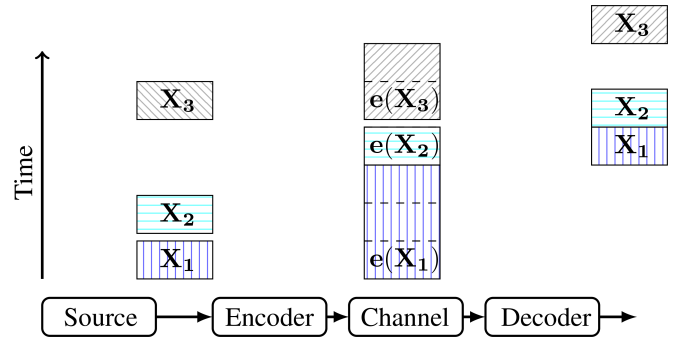 X₃
X₃
e(X₃)
X₂
e(X₂)
X₁
X₂
X₁
e(X₁)
Time
Source
Encoder
Channel
Decoder